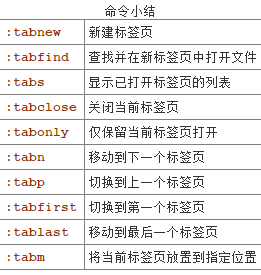 命令小结
:tabnew 新建标签页
:tabfind 查找并在新标签页中打开文件
:tabs 显示已打开标签页的列表
:tabclose 关闭当前标签页
:tabonly 仅保留当前标签页打开
:tabn 移动到下一个标签页
:tabp 切换到上一个标签页
:tabfirst 切换到第一个标签页
:tablast 移动到最后一个标签页
:tabm 将当前标签页放置到指定位置